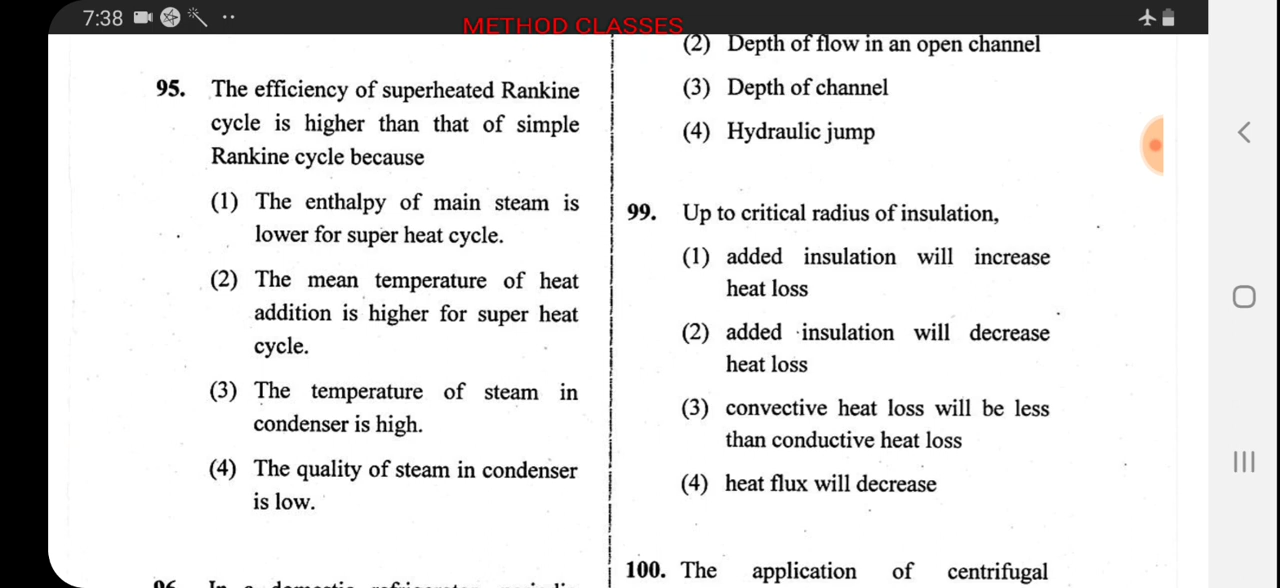 7:38
METHOD CLASSES
95. The efficiency of superheated Rankine
cycle is higher than that of simple
Rankine cycle because
(1) The enthalpy of main steam is
lower for super heat cycle.
(2) The mean temperature of heat
addition is higher for super heat
cycle.
(3) The temperature of steam in
condenser is high.
(4) The quality of steam in condenser
is low.
(2) Depth of flow in an open channel
(3) Depth of channel
(4) Hydraulic jump
99. Up to critical radius of insulation,
(1) added insulation will increase
heat loss
(2) added insulation will decrease
heat loss
(3) convective heat loss will be less
than conductive heat loss
(4) heat flux will decrease
100. The application of centrifugal